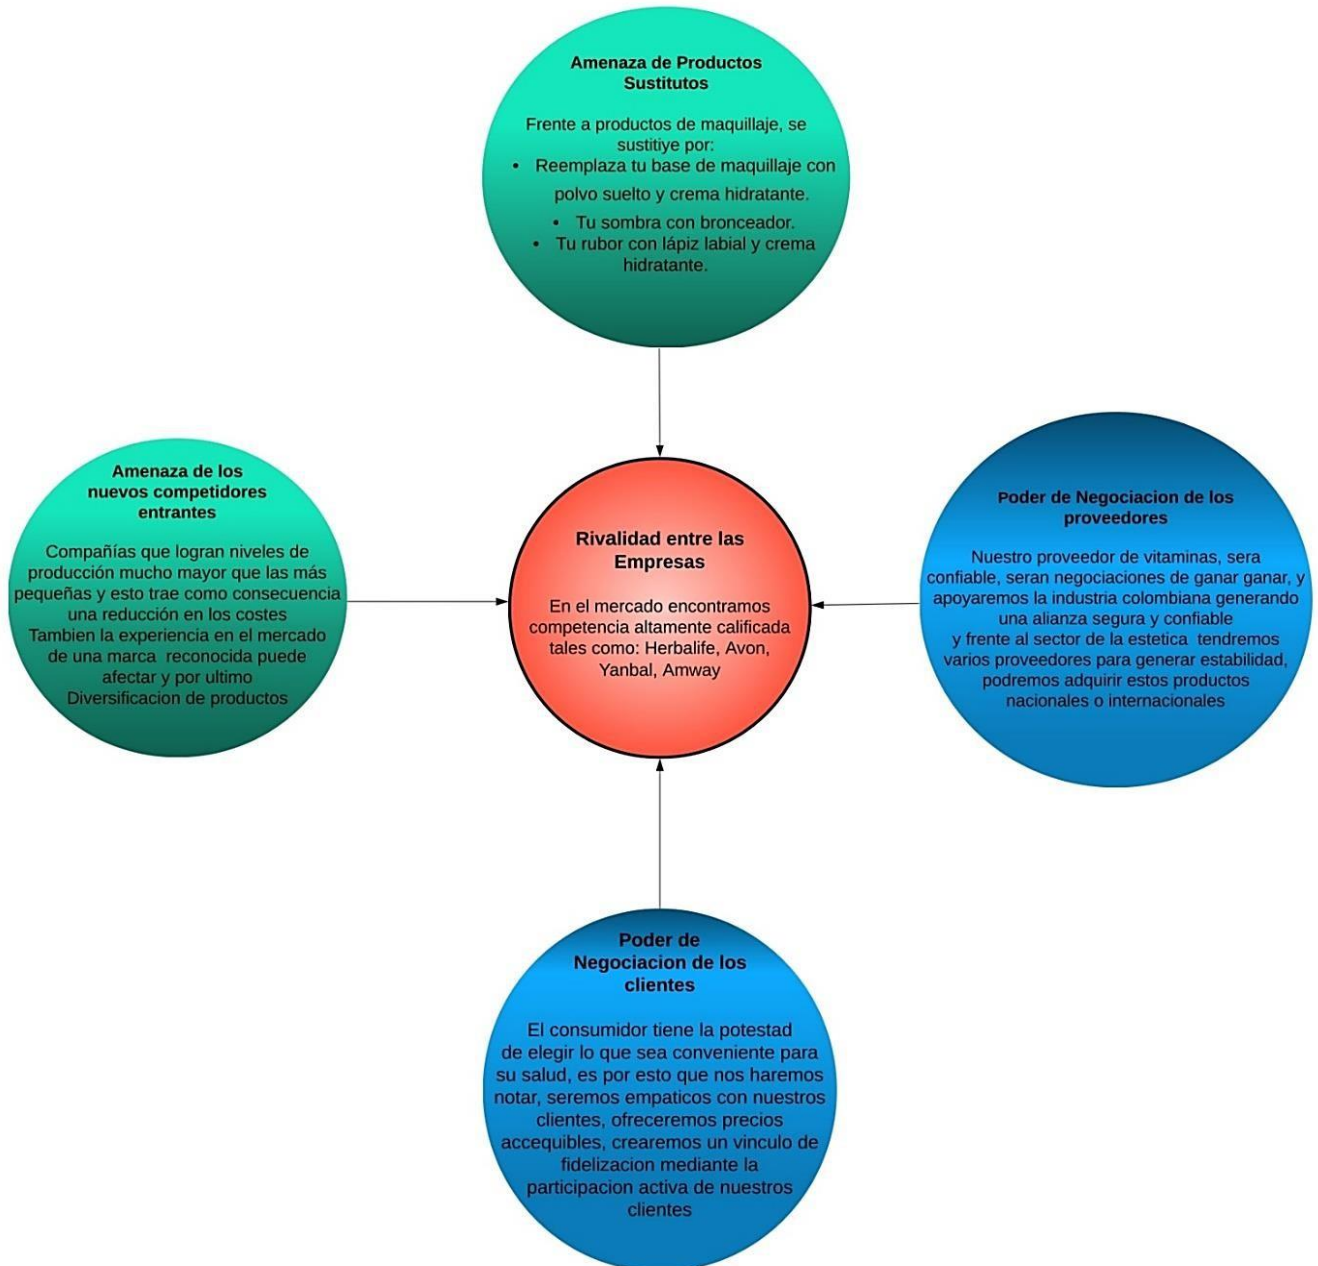 Amenaza de Productos
Sustitutos
Frente a productos de maquillaje, se
sustitiye por:
• Reemplaza tu base de maquillaje con
polvo suelto y crema hidratante.
• Tu sombra con bronceador.
• Tu rubor con lápiz labial y crema
hidratante.
Amenaza de los
nuevos competidores
entrantes
Compañías que logran niveles de
producción mucho mayor que las más
pequeñas y esto trae como consecuencia
una reducción en los costes
Tambien la experiencia en el mercado
de una marca reconocida puede
afectar y por ultimo
Diversificacion de productos
Rivalidad entre las
Empresas
En el mercado encontramos
competencia altamente calificada
tales como: Herbalife, Avon,
Yanbal, Amway
Poder de Negociacion de los
proveedores
Nuestro proveedor de vitaminas, sera
confiable, seran negociaciones de ganar ganar, y
apoyaremos la industria colombiana generando
una alianza segura y confiable
y frente al sector de la estetica tendremos
varios proveedores para generar estabilidad,
podremos adquirir estos productos
nacionales o internacionales
Poder de
Negociacion de los
clientes
El consumidor tiene la potestad
de elegir lo que sea conveniente para
su salud, es por esto que nos haremos
notar, seremos empaticos con nuestros
clientes, ofreceremos precios
accequibles, crearemos un vinculo de
fidelizacion mediante la
participacion activa de nuestros
clientes